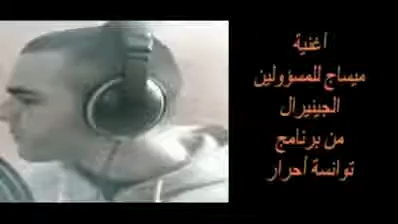 اغنية
ميساج للمسؤولين
الجينيرال
من برنامج
توانسة أحرار